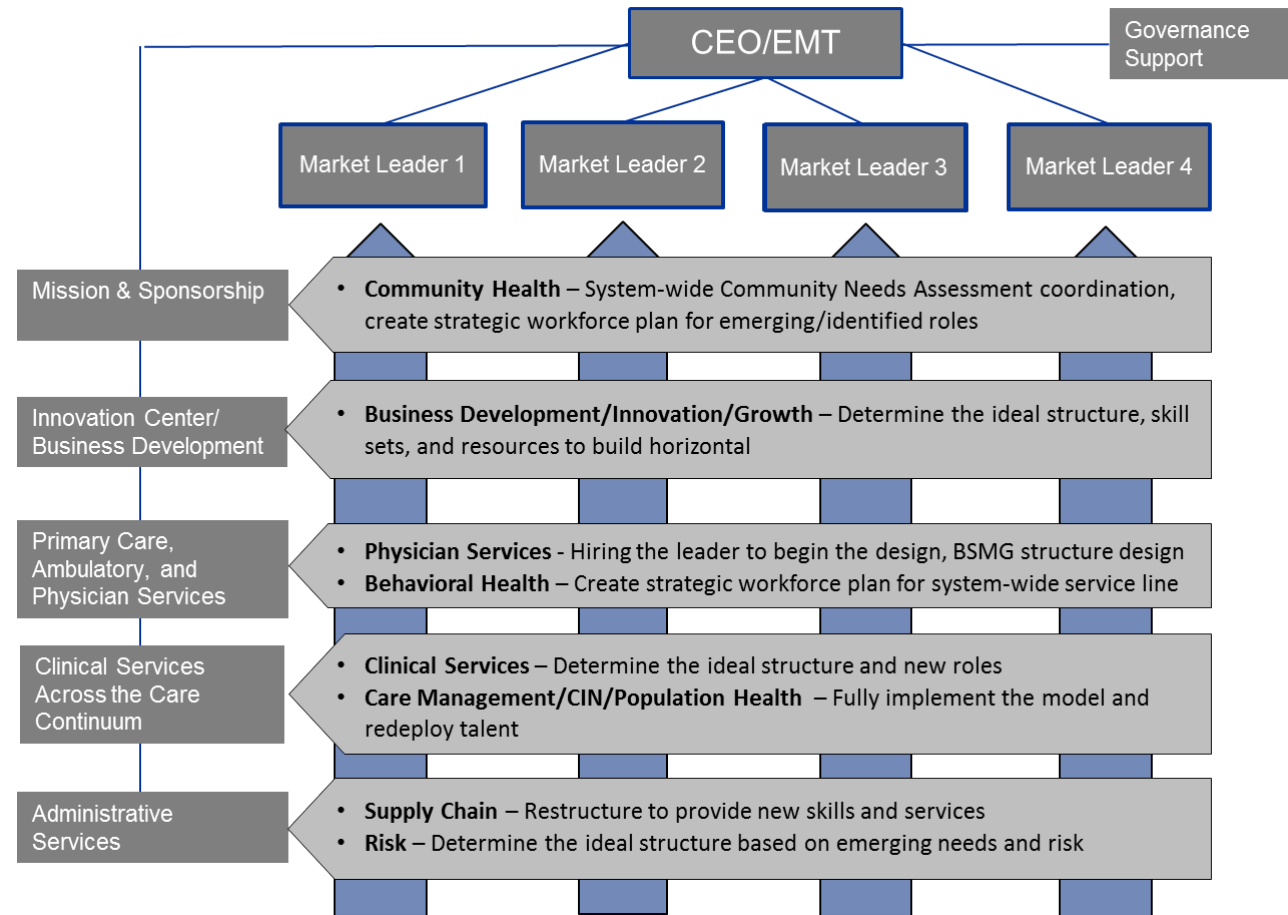 CEO/EMT
Governance
Support
Market Leader 1
Market Leader 2
Market Leader 3
Market Leader 4
Mission & Sponsorship
• Community Health – System-wide Community Needs Assessment coordination,
create strategic workforce plan for emerging/identified roles
Innovation Center/
Business Development
• Business Development/Innovation/Growth – Determine the ideal structure, skill
sets, and resources to build horizontal
Primary Care,
Ambulatory, and
Physician Services
• Physician Services - Hiring the leader to begin the design, BSMG structure design
• Behavioral Health – Create strategic workforce plan for system-wide service line
Clinical Services
Across the Care
Continuum
• Clinical Services – Determine the ideal structure and new roles
• Care Management/CIN/Population Health – Fully implement the model and
redeploy talent
Administrative
Services
• Supply Chain – Restructure to provide new skills and services
• Risk – Determine the ideal structure based on emerging needs and risk